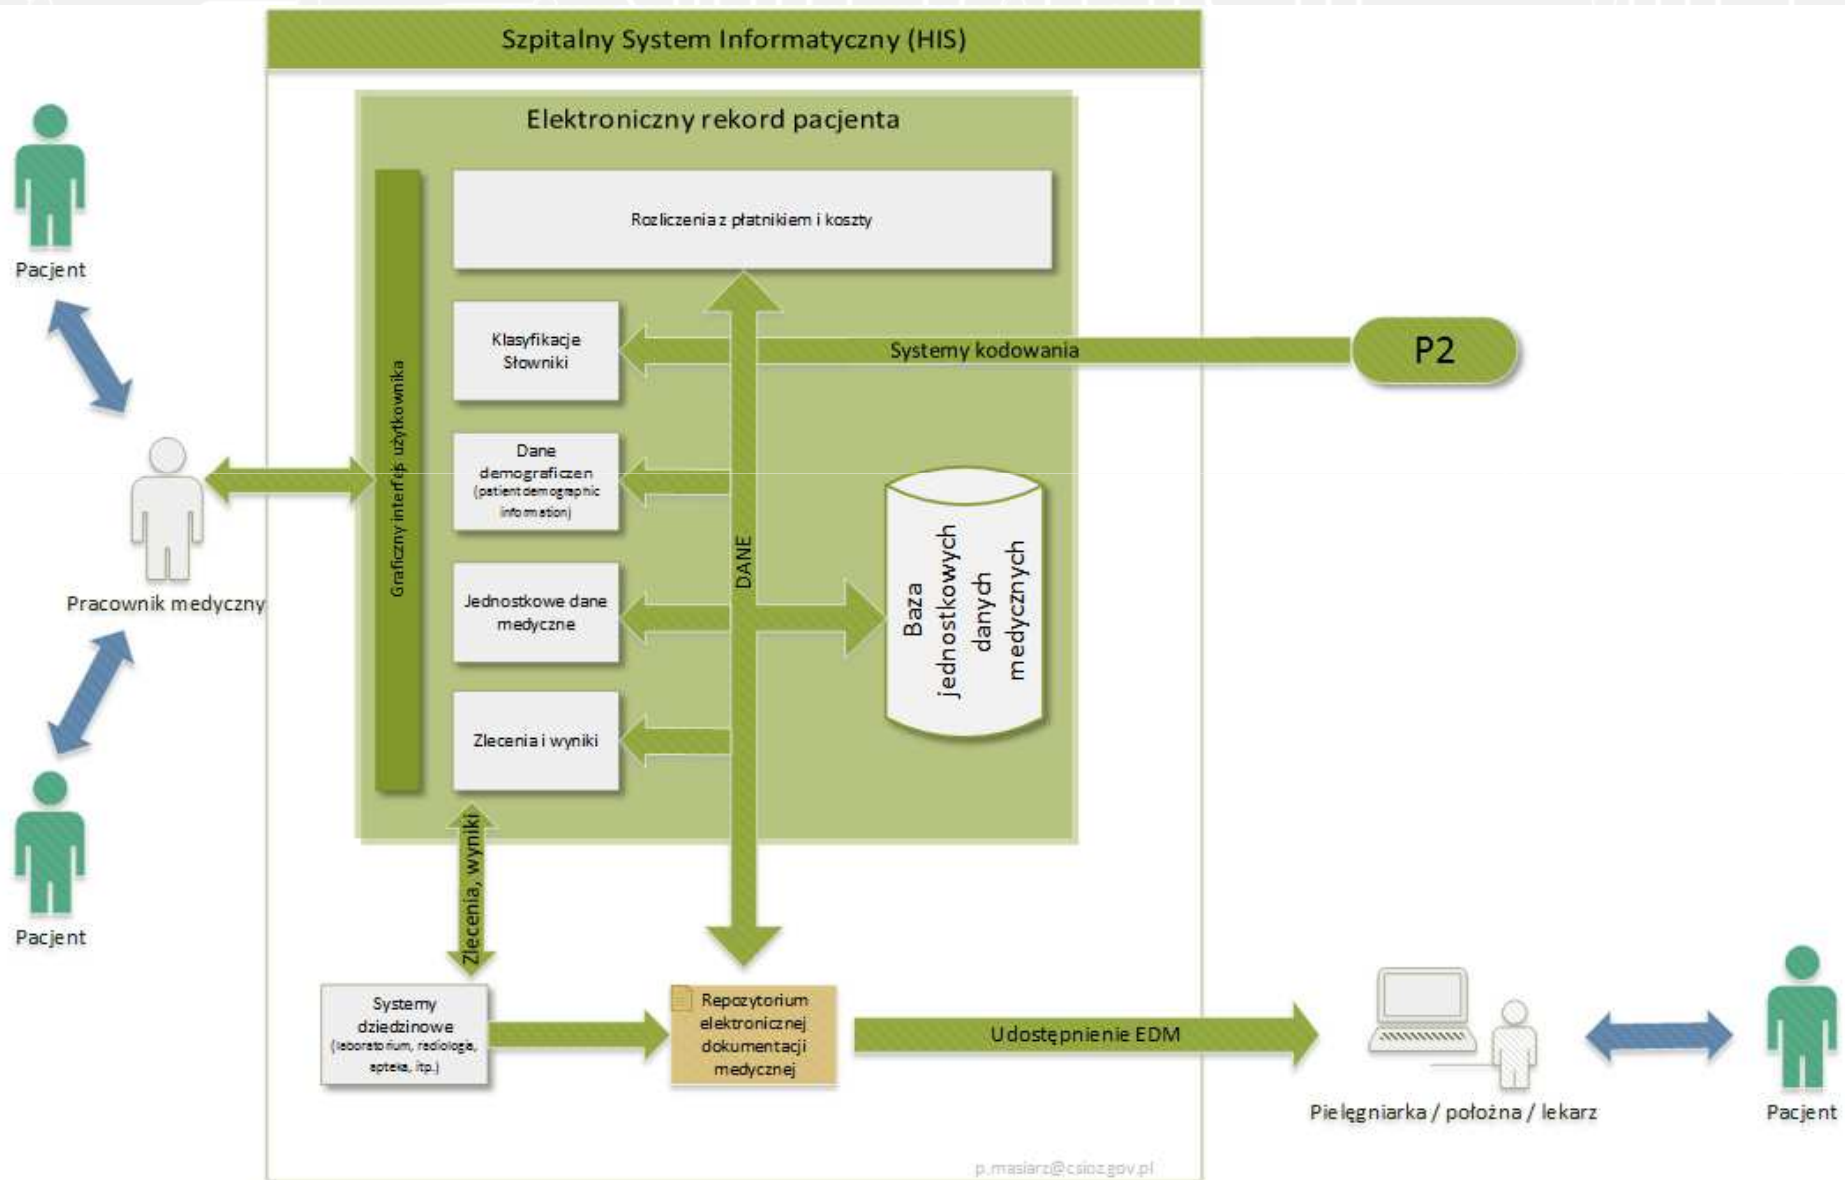 Szpitalny System Informatyczny (HIS)
Elektroniczny rekord pacjenta
Pacjent
Rozliczenia z płatnikiem i koszty
Klasyfikacje
Słowniki
Systemy kodowania
P2
Graficzny interfejs użytkownika
Dane
demograficzen
(patient demographic
information)
Pracownik medyczny
DANE
Baza
jednostkowych
danych
medycznych
Jednostkowe dane
medyczne
Zlecenia i wyniki
Zlecenia, wyniki
Pacjent
Systemy
dziedzinowe
(laboratorium, radiologia,
apteka, itp.)
Repozytorium
elektronicznej
dokumentacji
medycznej
Udostępnienie EDM
Pielęgniarka / położna / lekarz
Pacjent
p.masiarz@csioz.gov.pl